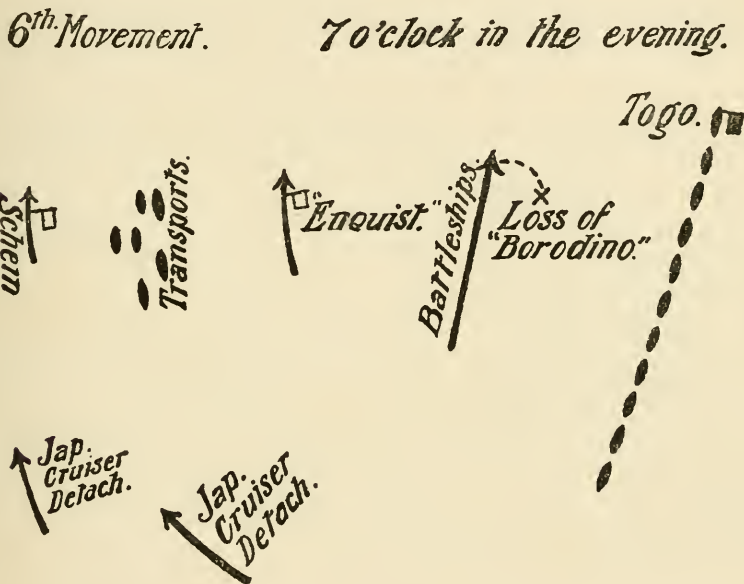 6th. Movement.
7 o'clock in the evening.
Togo.
Schein
Transports.
"Enquist."
Battleships.
Loss of
"Borodino."
Jap.
Cruiser
Detach.
Jap.
Cruiser
Detach.